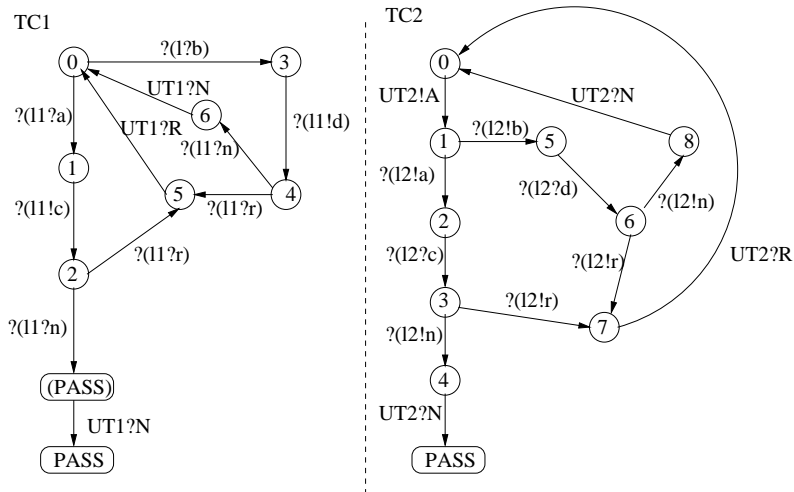 TC1
0
?(l?b)
3
UT1?N
6
?(l1?a)
UT1?R
?(l1!d)
?(l1?n)
1
5
4
?(l1?r)
?(l1!c)
2
?(l1?r)
?(l1?n)
(PASS)
UT1?N
PASS
TC2
0
UT2!A
UT2?N
1
?(l2!b)
5
8
?(l2!a)
?(l2?d)
?(l2!n)
2
6
?(l2?c)
?(l2!r)
UT2?R
3
?(l2!r)
7
?(l2!n)
4
UT2?N
PASS